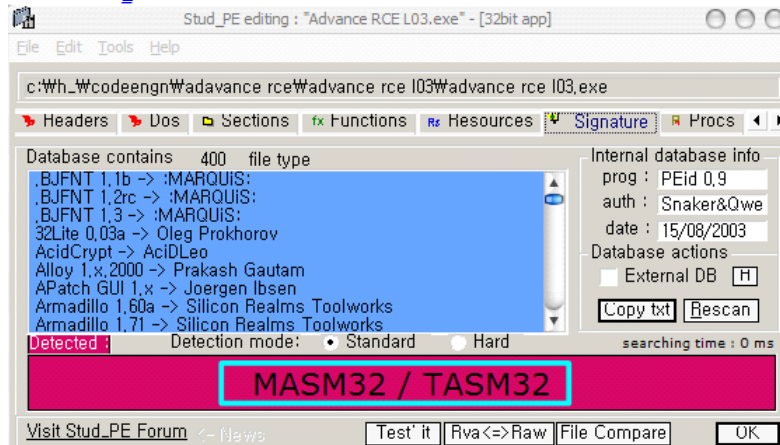 Stud_PE editing : "Advance RCE L03.exe" - [32bit app]
File Edit Tools Help
c:₩h_₩codeengn₩adavance rce₩advance rce l03₩advance rce l03,exe
Headers Dos Sections fx Functions Rs Resources Signature Procs
Database contains 400 file type
,BJFNT 1,1b -> :MARQUiS:
,BJFNT 1,2rc -> :MARQUiS:
,BJFNT 1,3 -> :MARQUiS:
32Lite 0,03a -> Oleg Prokhorov
AcidCrypt -> AciDLeo
Alloy 1,x,2000 -> Prakash Gautam
APatch GUI 1,x -> Joergen Ibsen
Armadillo 1,60a -> Silicon Realms Toolworks
Armadillo 1,71 -> Silicon Realms Toolworks
Internal database info
prog : PEid 0,9
auth : Snaker&Qwe
date : 15/08/2003
Database actions
External DB H
Copy txt Rescan
Detected : Detection mode: Standard Hard searching time : 0 ms
MASM32 / TASM32
Visit Stud_PE Forum <- News Test' it Rva<=>Raw File Compare OK